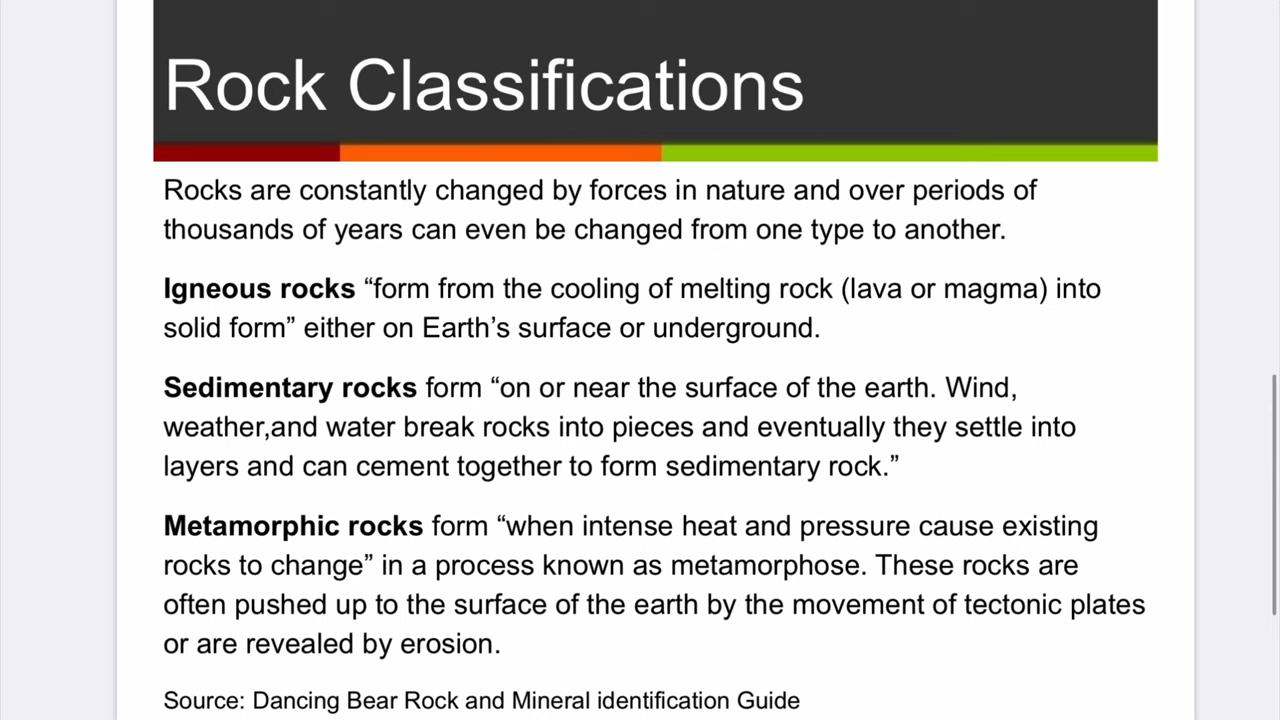 Rock Classifications
Rocks are constantly changed by forces in nature and over periods of
thousands of years can even be changed from one type to another.
Igneous rocks “form from the cooling of melting rock (lava or magma) into
solid form” either on Earth’s surface or underground.
Sedimentary rocks form “on or near the surface of the earth. Wind,
weather,and water break rocks into pieces and eventually they settle into
layers and can cement together to form sedimentary rock.”
Metamorphic rocks form “when intense heat and pressure cause existing
rocks to change” in a process known as metamorphose. These rocks are
often pushed up to the surface of the earth by the movement of tectonic plates
or are revealed by erosion.
Source: Dancing Bear Rock and Mineral identification Guide